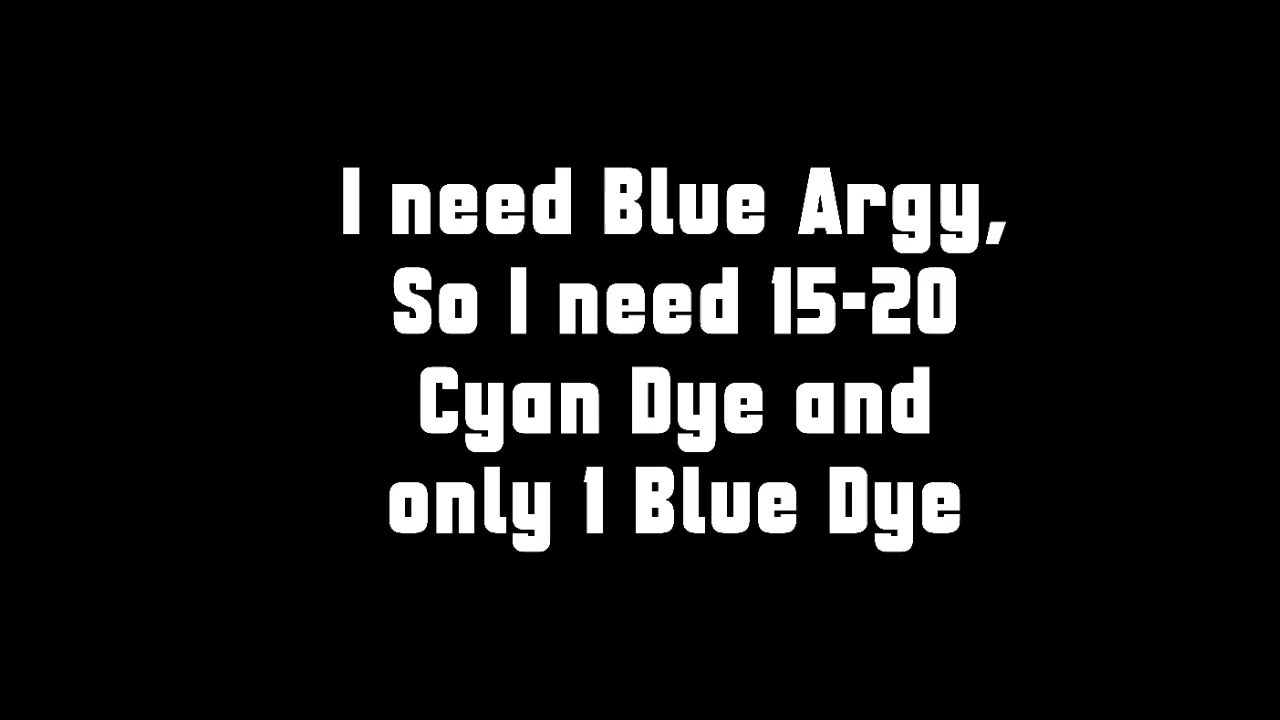 I need Blue Argy,
So I need 15-20
Cyan Dye and
only 1 Blue Dye